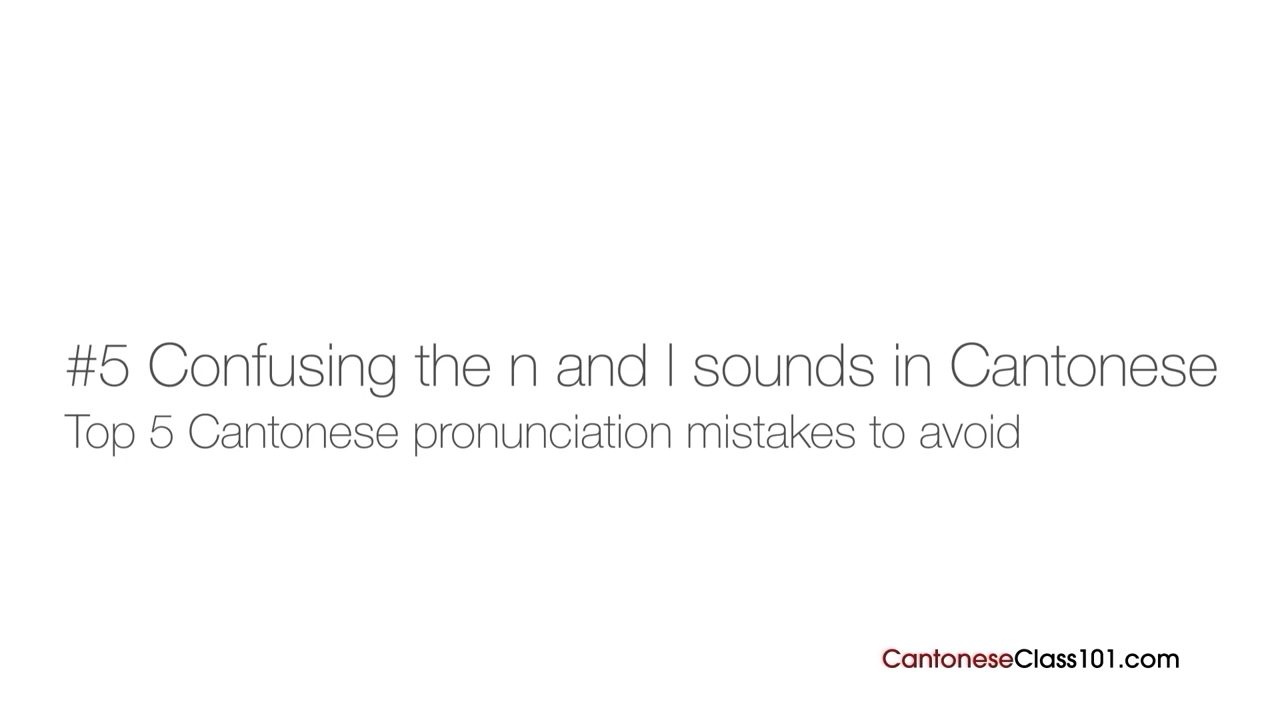 #5 Confusing the n and l sounds in Cantonese
Top 5 Cantonese pronunciation mistakes to avoid
CantoneseClass101.com